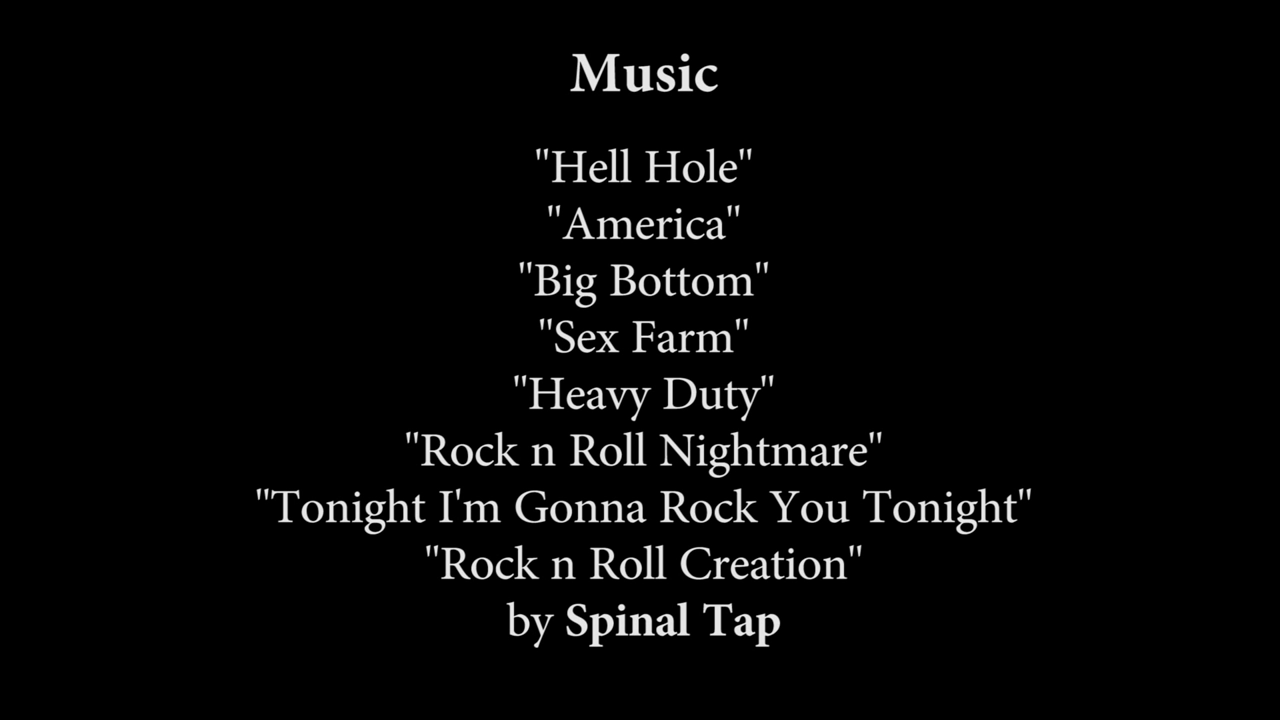 Music
"Hell Hole"
"America"
"Big Bottom"
"Sex Farm"
"Heavy Duty"
"Rock n Roll Nightmare"
"Tonight I'm Gonna Rock You Tonight"
"Rock n Roll Creation"
by Spinal Tap